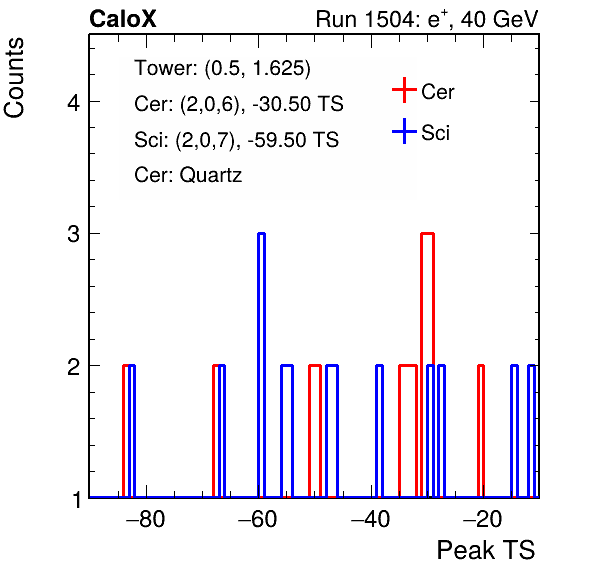 CaloX Run 1504: e⁺, 40 GeV
Counts
Tower: (0.5, 1.625)
Cer: (2,0,6), -30.50 TS
Sci: (2,0,7), -59.50 TS
Cer: Quartz
Cer
Sci
4
3
2
1
−80 −60 −40 −20
Peak TS